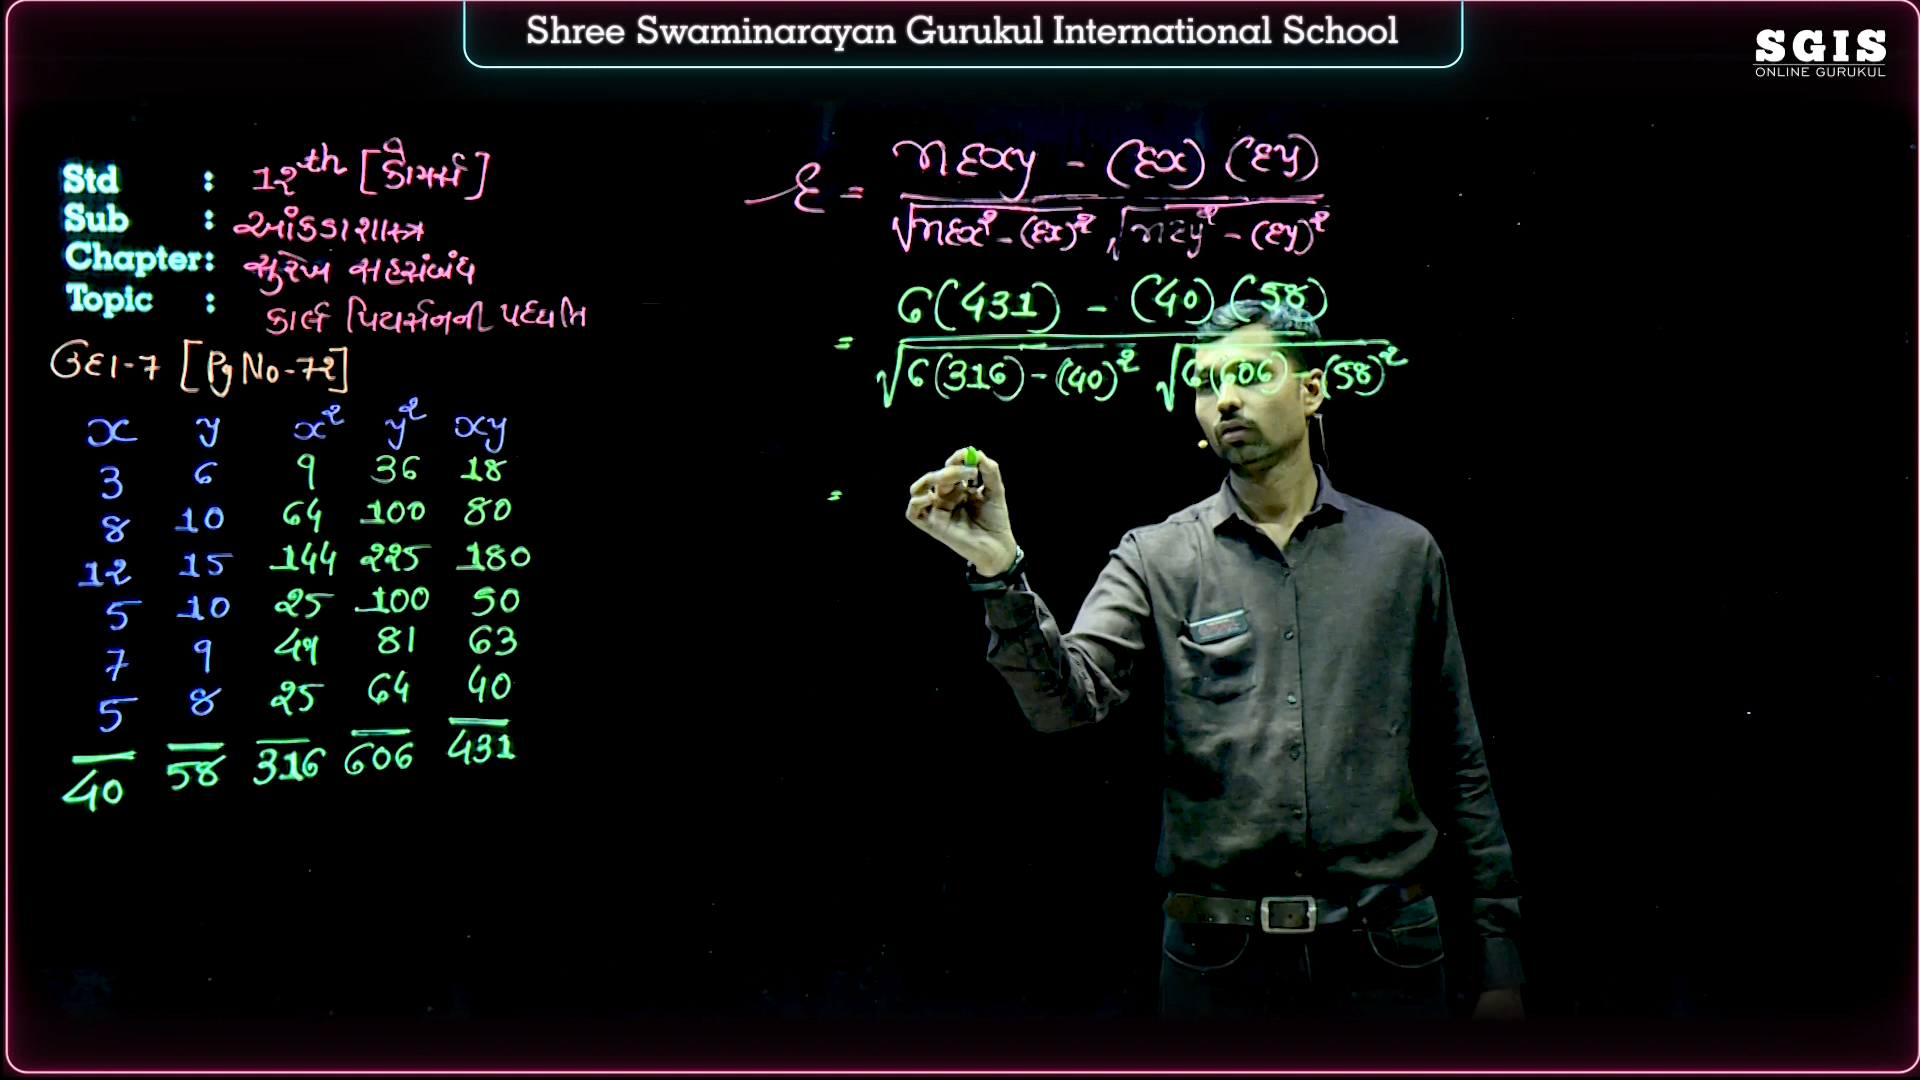 Shree Swaminarayan Gurukul International School
SGIS
ONLINE GURUKUL
Std : 12th [કોમર્સ]
Sub : આંકડાશાસ્ત્ર
Chapter: સુરેખ સહસંબંધ
Topic : કાર્લ પિયર્સનની પદ્ધતિ
ઉદા-7 [Pg No-72]
x y x² y² xy
3 6 9 36 18
8 10 64 100 80
12 15 144 225 180
5 10 25 100 50
7 9 49 81 63
5 8 25 64 40
40 58 316 606 431
r = nΣxy - (Σx) (Σy)
√nΣx² - (Σx)² √nΣy² - (Σy)²
= 6(431) - (40) (58)
√6(316) - (40)² √6(606) - (58)²
=